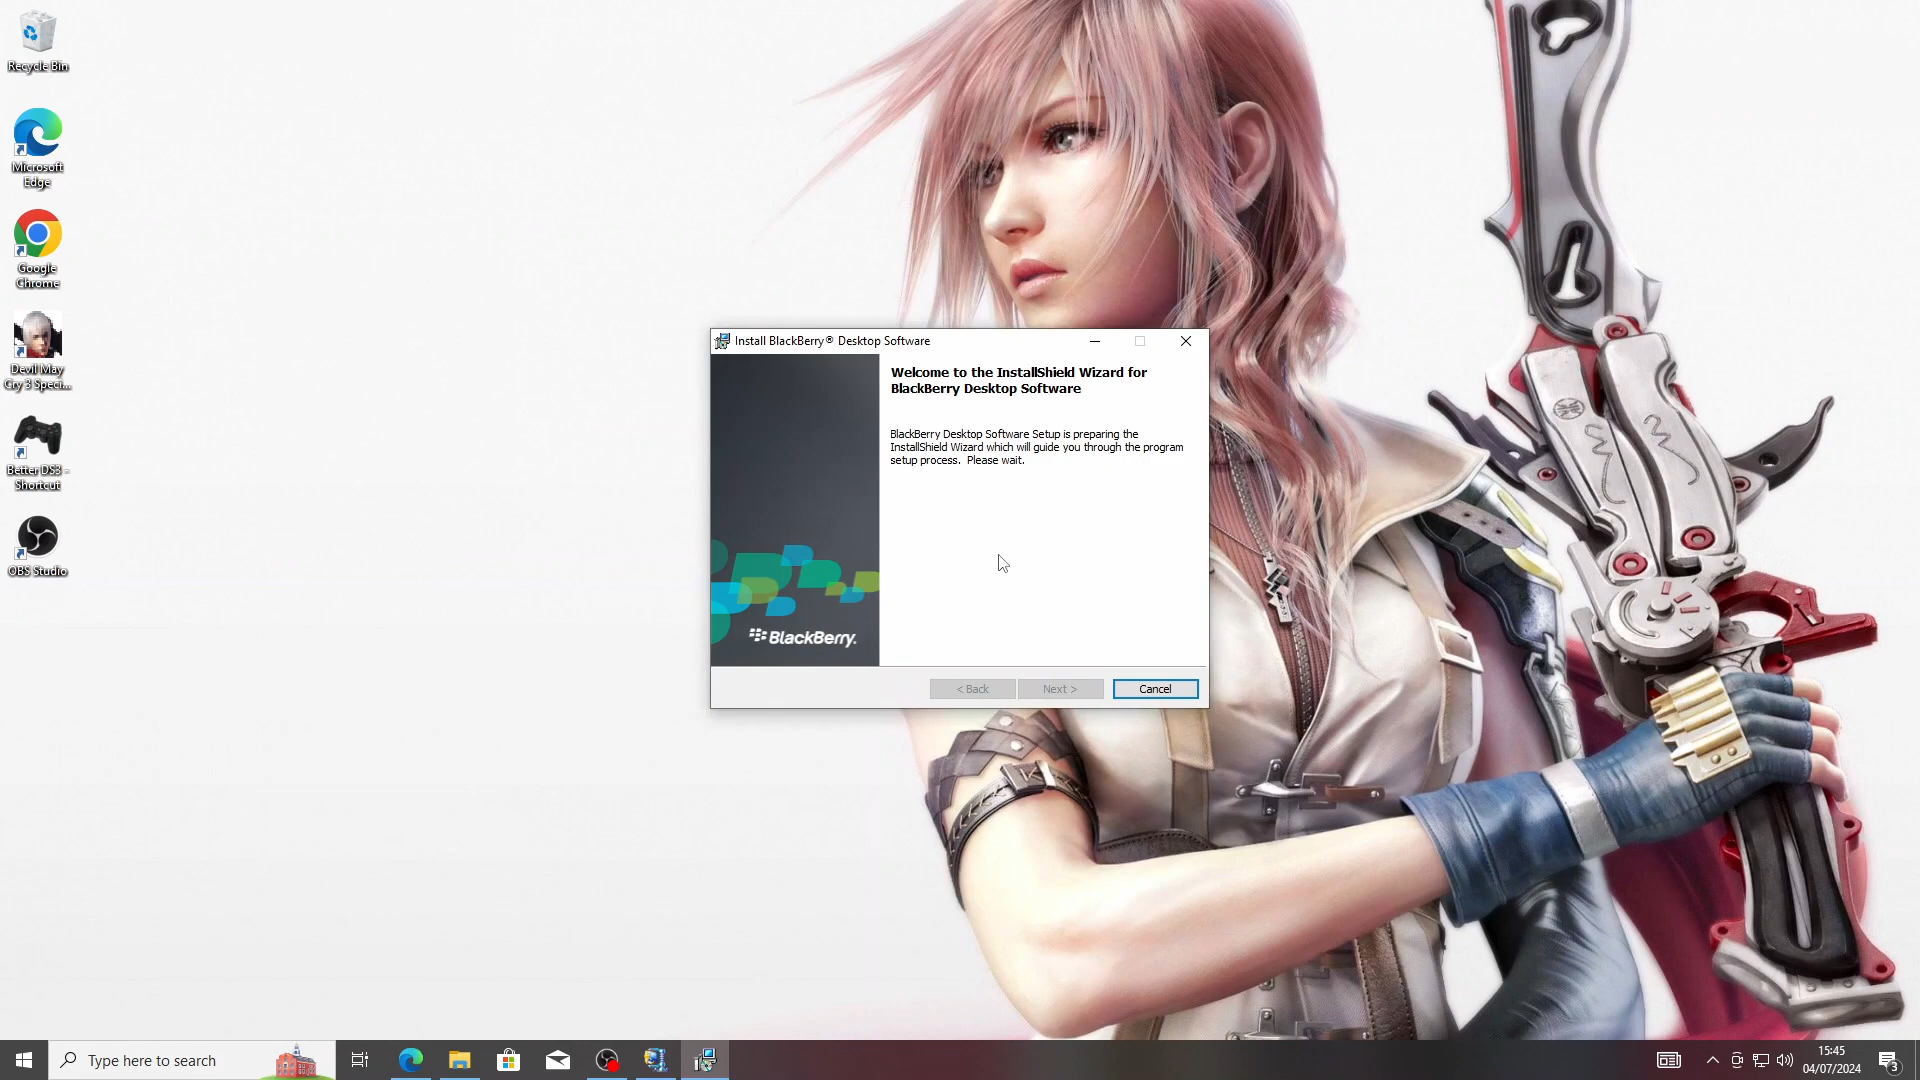 Recycle Bin
Microsoft
Edge
Google
Chrome
Devil May
Cry 3 Speci...
Better DS3 -
Shortcut
OBS Studio
Install BlackBerry® Desktop Software
Welcome to the InstallShield Wizard for
BlackBerry Desktop Software
BlackBerry Desktop Software Setup is preparing the
InstallShield Wizard which will guide you through the program
setup process. Please wait.
BlackBerry.
< Back
Next >
Cancel
Type here to search
15:45
04/07/2024
3